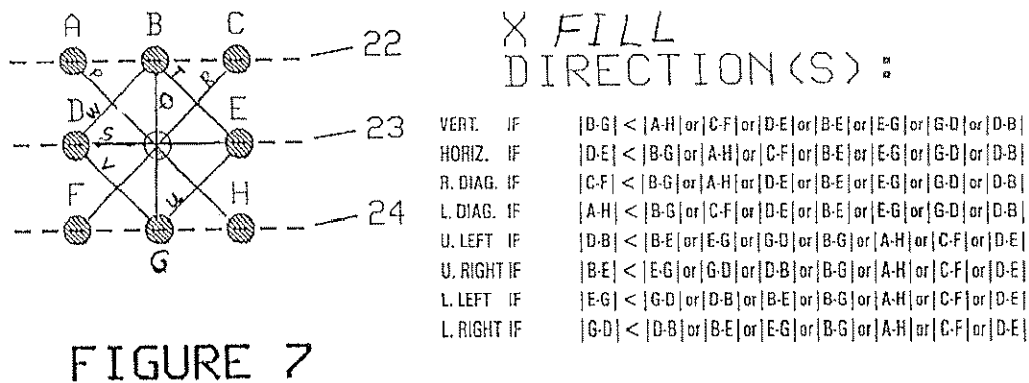 A B C
22
P T R
O
D W E
S
23
L
F U H
24
G
X FILL
DIRECTION(S):
VERT. IF |B-G| < |A-H| or |C-F| or |D-E| or |B-E| or |E-G| or |G-D| or |D-B|
HORIZ. IF |D-E| < |B-G| or |A-H| or |C-F| or |B-E| or |E-G| or |G-D| or |D-B|
R. DIAG. IF |C-F| < |B-G| or |A-H| or |D-E| or |B-E| or |E-G| or |G-D| or |D-B|
L. DIAG. IF |A-H| < |B-G| or |C-F| or |D-E| or |B-E| or |E-G| or |G-D| or |D-B|
U. LEFT IF |D-B| < |B-E| or |E-G| or |G-D| or |B-G| or |A-H| or |C-F| or |D-E|
U. RIGHT IF |B-E| < |E-G| or |G-D| or |D-B| or |B-G| or |A-H| or |C-F| or |D-E|
L. LEFT IF |E-G| < |G-D| or |D-B| or |B-E| or |B-G| or |A-H| or |C-F| or |D-E|
L. RIGHT IF |G-D| < |D-B| or |B-E| or |E-G| or |B-G| or |A-H| or |C-F| or |D-E|
FIGURE 7